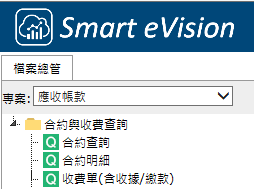 Smart eVision
檔案總管
專案: 應收帳款
合約與收費查詢
合約查詢
合約明細
收費單(含收據/繳款)